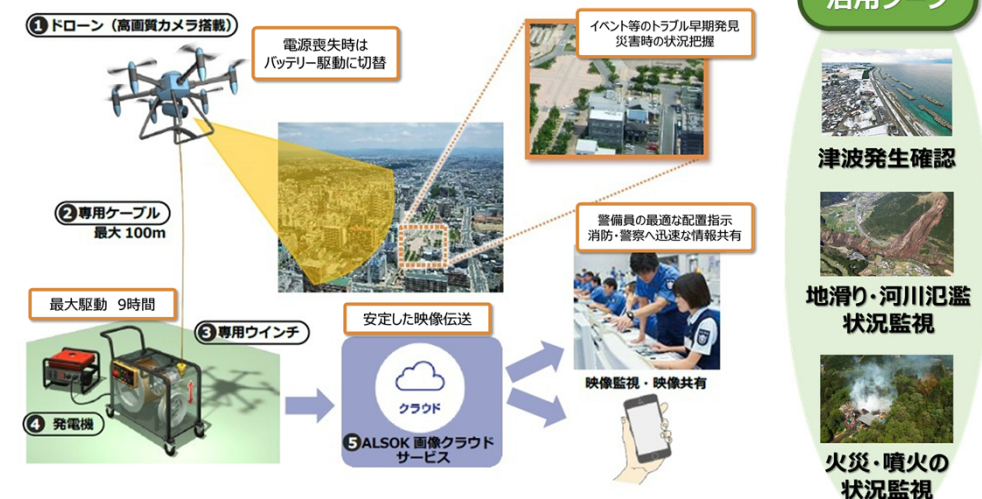 ❶ドローン(高画質カメラ搭載)
電源喪失時は
バッテリー駆動に切替
イベント等のトラブル早期発見
災害時の状況把握
❷専用ケーブル
最大 100m
警備員の最適な配置指示
消防・警察へ迅速な情報共有
最大駆動 9時間
❸専用ウインチ
❹ 発電機
安定した映像伝送
クラウド
❺ALSOK 画像クラウド
サービス
映像監視・映像共有
津波発生確認
地滑り・河川氾濫
状況監視
火災・噴火の
状況監視